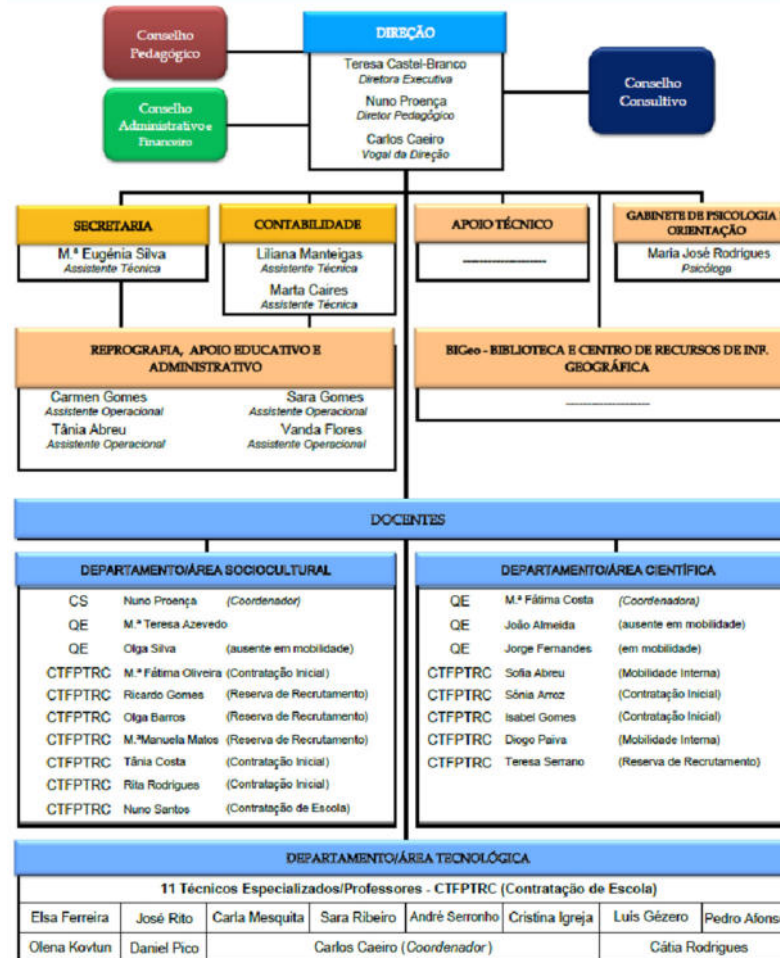 Conselho
Pedagógico
DIREÇÃO
Teresa Castel-Branco
Diretora Executiva
Nuno Proença
Diretor Pedagógico
Carlos Caeiro
Vogal da Direção
Conselho
Administrativo e
Financeiro
Conselho
Consultivo
SECRETARIA
M.ª Eugénia Silva
Assistente Técnica
CONTABILIDADE
Liliana Manteigas
Assistente Técnica
Marta Caires
Assistente Técnica
APOIO TÉCNICO
--------------------
GABINETE DE PSICOLOGIA E
ORIENTAÇÃO
Maria José Rodrigues
Psicóloga
REPROGRAFIA, APOIO EDUCATIVO E
ADMINISTRATIVO
Carmen Gomes Sara Gomes
Assistente Operacional Assistente Operacional
Tânia Abreu Vanda Flores
Assistente Operacional Assistente Operacional
BIGeo - BIBLIOTECA E CENTRO DE RECURSOS DE INF.
GEOGRÁFICA
--------------------
DOCENTES
DEPARTAMENTO/ÁREA SOCIOCULTURAL
CS Nuno Proença (Coordenador)
QE M.ª Teresa Azevedo
QE Olga Silva (ausente em mobilidade)
CTFPTRC M.ª Fátima Oliveira (Contratação Inicial)
CTFPTRC Ricardo Gomes (Reserva de Recrutamento)
CTFPTRC Olga Barros (Reserva de Recrutamento)
CTFPTRC M.ªManuela Matos (Reserva de Recrutamento)
CTFPTRC Tânia Costa (Contratação Inicial)
CTFPTRC Rita Rodrigues (Contratação Inicial)
CTFPTRC Nuno Santos (Contratação de Escola)
DEPARTAMENTO/ÁREA CIENTÍFICA
QE M.ª Fátima Costa (Coordenadora)
QE João Almeida (ausente em mobilidade)
QE Jorge Fernandes (em mobilidade)
CTFPTRC Sofia Abreu (Mobilidade Interna)
CTFPTRC Sónia Arroz (Contratação Inicial)
CTFPTRC Isabel Gomes (Contratação Inicial)
CTFPTRC Diogo Paiva (Mobilidade Interna)
CTFPTRC Teresa Serrano (Reserva de Recrutamento)
DEPARTAMENTO/ÁREA TECNOLÓGICA
11 Técnicos Especializados/Professores - CTFPTRC (Contratação de Escola)
Elsa Ferreira José Rito Carla Mesquita Sara Ribeiro André Serronho Cristina Igreja Luís Gézero Pedro Afonso
Olena Kovtun Daniel Pico Carlos Caeiro (Coordenador) Cátia Rodrigues